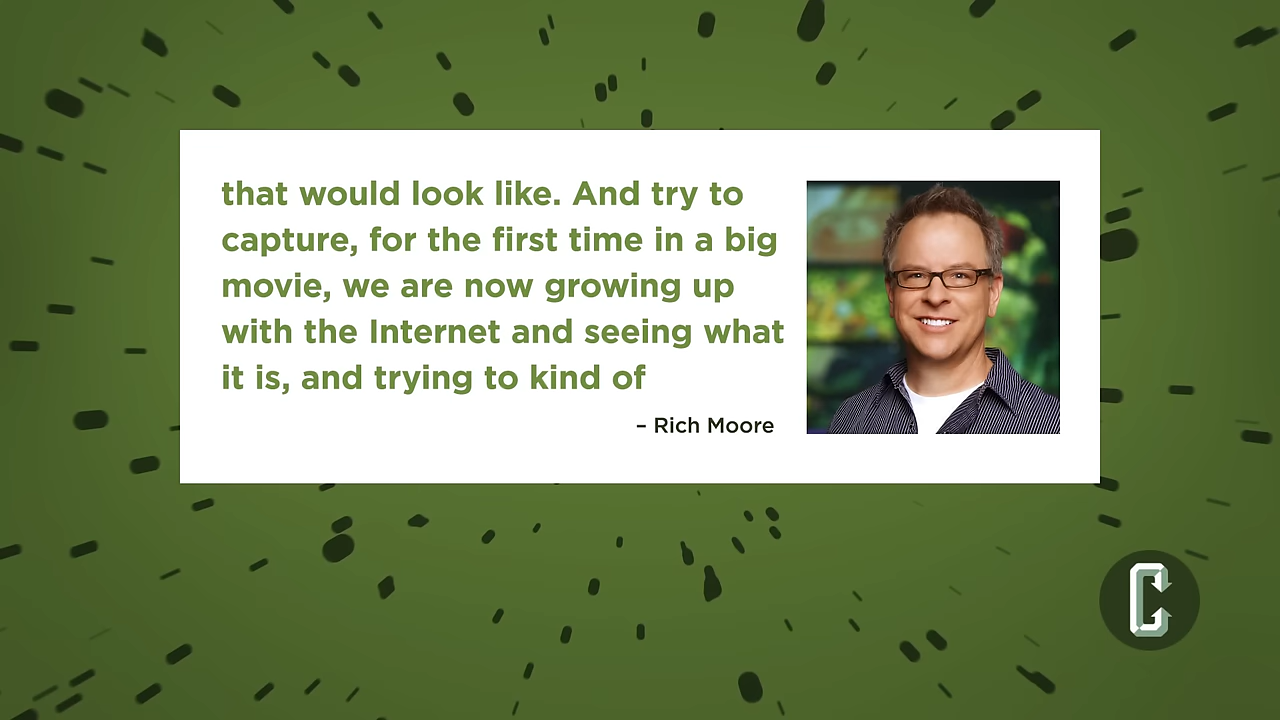 that would look like. And try to
capture, for the first time in a big
movie, we are now growing up
with the Internet and seeing what
it is, and trying to kind of
– Rich Moore